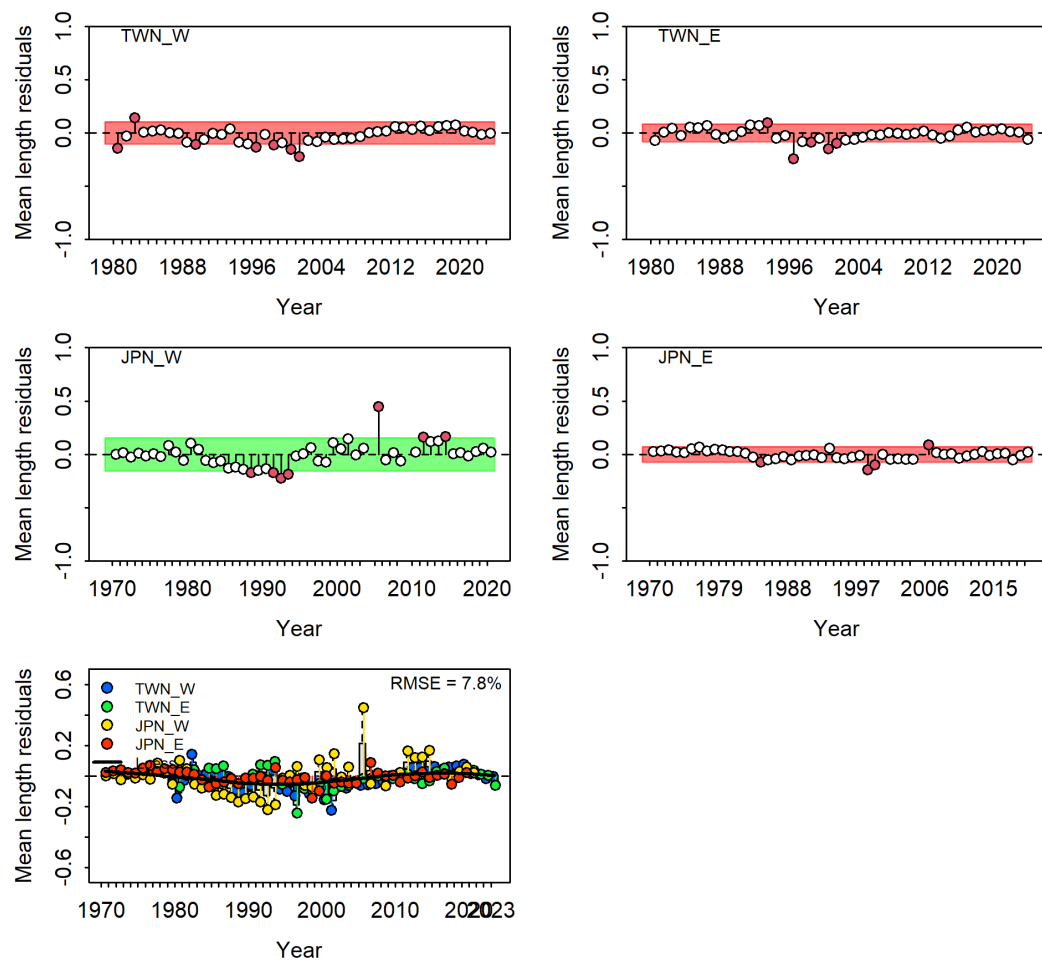 TWN_W
Mean length residuals
1.0
0.5
0.0
-1.0
1980 1988 1996 2004 2012 2020
Year
TWN_E
Mean length residuals
1.0
0.5
0.0
-1.0
1980 1988 1996 2004 2012 2020
Year
JPN_W
Mean length residuals
1.0
0.5
0.0
-1.0
1970 1980 1990 2000 2010 2020
Year
JPN_E
Mean length residuals
1.0
0.5
0.0
-1.0
1970 1979 1988 1997 2006 2015
Year
Mean length residuals
0.6
0.2
-0.2
-0.6
TWN_W
TWN_E
JPN_W
JPN_E
RMSE = 7.8%
1970 1980 1990 2000 2010 2020 2023
Year